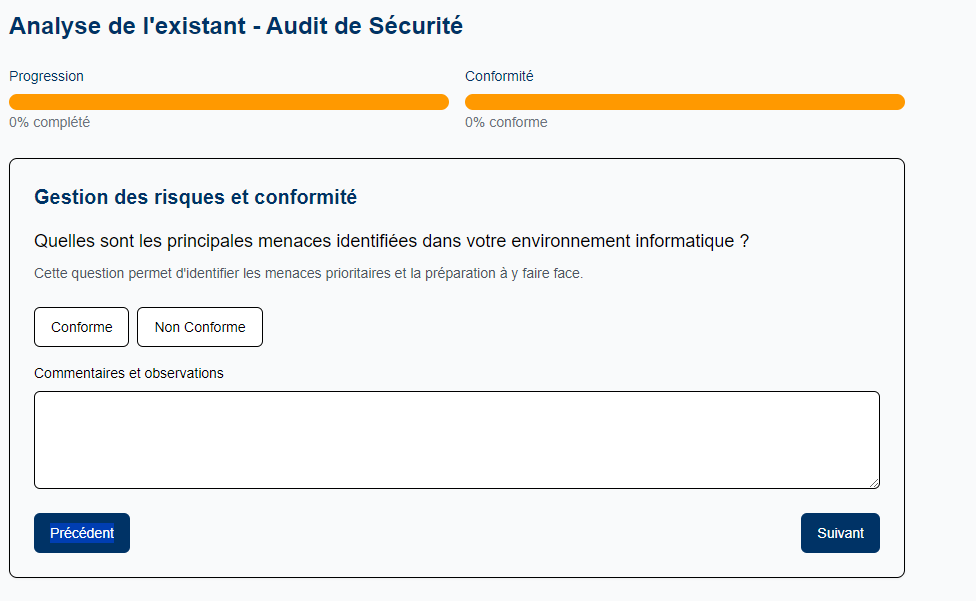 Analyse de l'existant - Audit de Sécurité
Progression
0% complété
Conformité
0% conforme
Gestion des risques et conformité
Quelles sont les principales menaces identifiées dans votre environnement informatique ?
Cette question permet d'identifier les menaces prioritaires et la préparation à y faire face.
Conforme
Non Conforme
Commentaires et observations
Précédent
Suivant